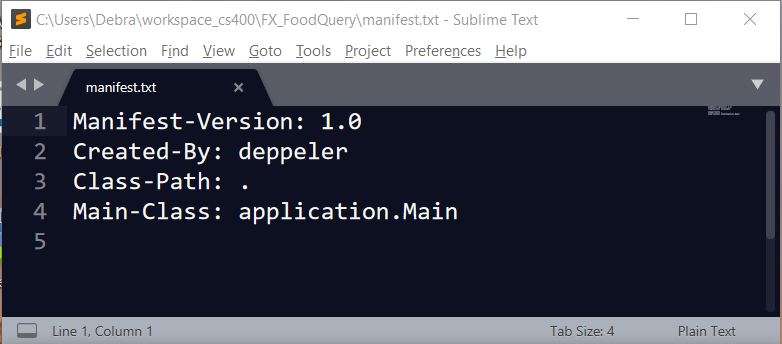 C:\Users\Debra\workspace_cs400\FX_FoodQuery\manifest.txt - Sublime Text
File Edit Selection Find View Goto Tools Project Preferences Help
manifest.txt
1 Manifest-Version: 1.0
2 Created-By: deppeler
3 Class-Path: .
4 Main-Class: application.Main
5
Line 1, Column 1 Tab Size: 4 Plain Text